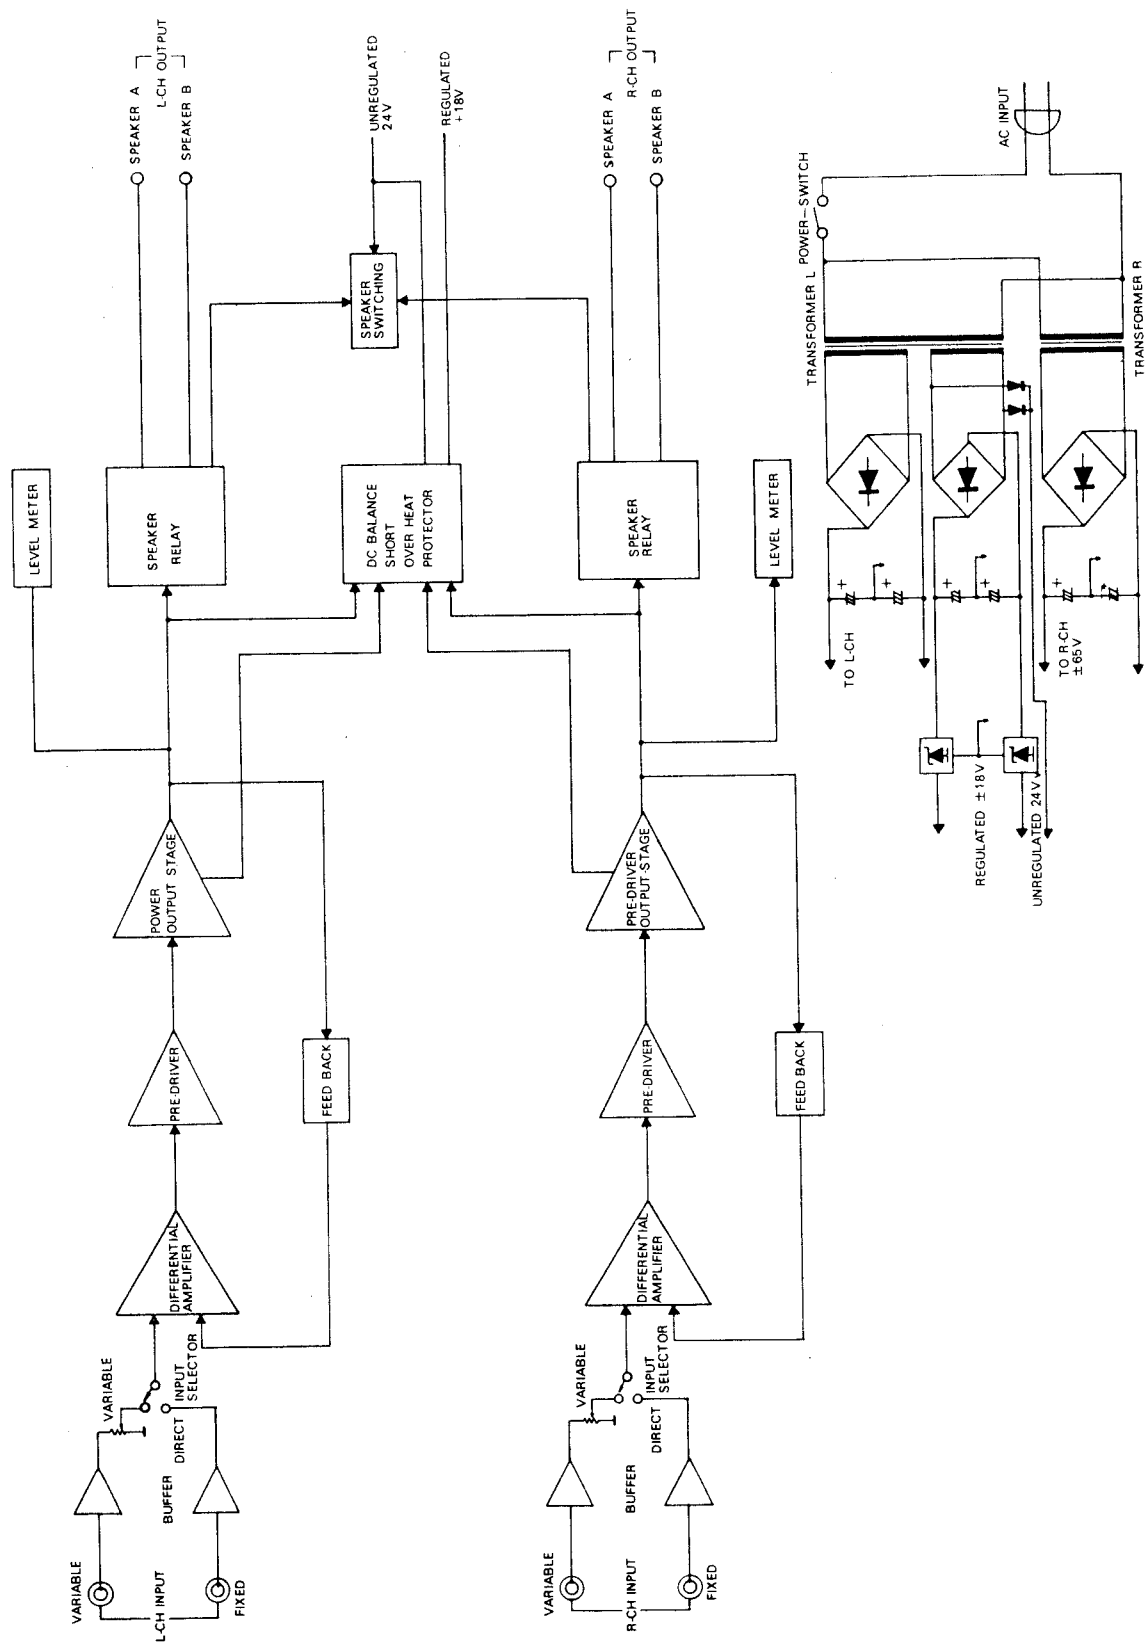 VARIABLE
L-CH INPUT
FIXED
BUFFER
VARIABLE
DIRECT
INPUT
SELECTOR
DIFFERENTIAL
AMPLIFIER
PRE-DRIVER
POWER
OUTPUT STAGE
FEED BACK
LEVEL METER
SPEAKER
RELAY
SPEAKER A
L-CH OUTPUT
SPEAKER B
DC BALANCE
SHORT
OVER HEAT
PROTECTOR
SPEAKER
SWITCHING
UNREGULATED
24V
REGULATED
+18V
VARIABLE
R-CH INPUT
FIXED
BUFFER
VARIABLE
DIRECT
INPUT
SELECTOR
DIFFERENTIAL
AMPLIFIER
PRE-DRIVER
PRE-DRIVER
OUTPUT-STAGE
FEED BACK
SPEAKER
RELAY
LEVEL METER
SPEAKER A
R-CH OUTPUT
SPEAKER B
TO L-CH
+
+
+
TO R-CH
±65V
+
+
REGULATED ±18V
UNREGULATED 24V
TRANSFORMER L
POWER-SWITCH
AC INPUT
TRANSFORMER R